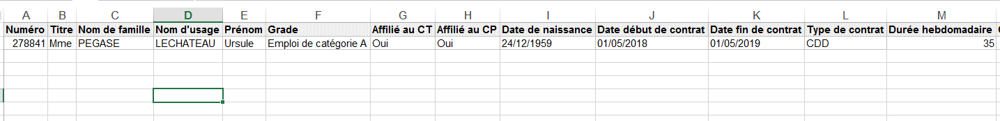 A B C D E F G H I J K L M
Numéro Titre Nom de famille Nom d'usage Prénom Grade Affilié au CT Affilié au CP Date de naissance Date début de contrat Date fin de contrat Type de contrat Durée hebdomadaire
278841 Mme PEGASE LECHATEAU Ursule Emploi de catégorie A Oui Oui 24/12/1959 01/05/2018 01/05/2019 CDD 35